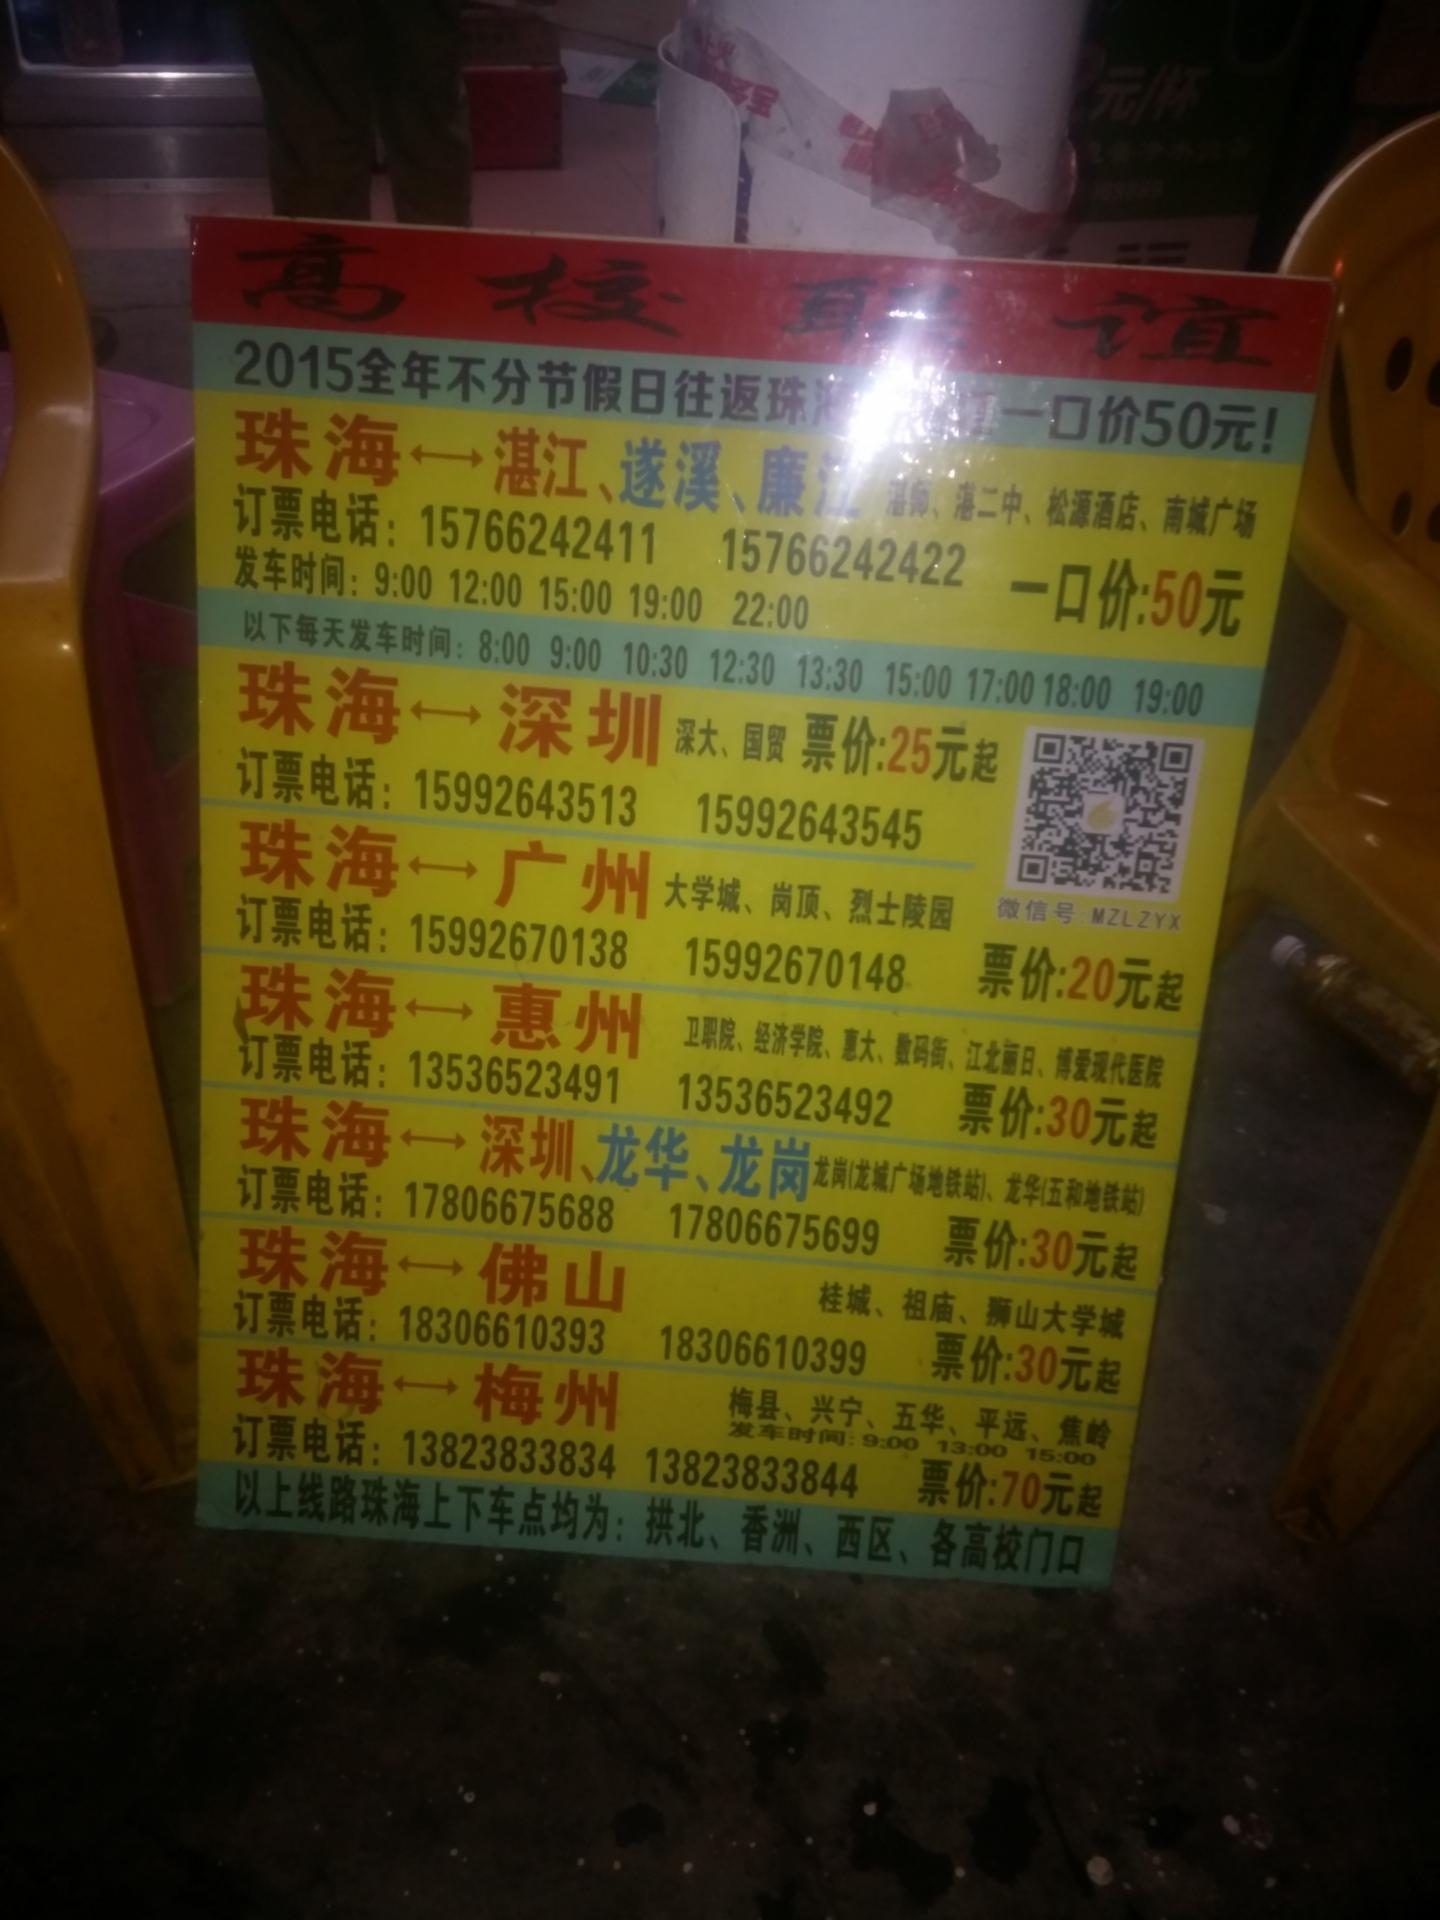 元/杯
高校联谊
2015全年不分节假日往返珠海 一口价50元!
珠海↔湛江、遂溪、廉江 湛师、湛二中、松源酒店、南城广场
订票电话: 15766242411 15766242422
一口价:50元
发车时间: 9:00 12:00 15:00 19:00 22:00
以下每天发车时间: 8:00 9:00 10:30 12:30 13:30 15:00 17:00 18:00 19:00
珠海↔深圳 深大、国贸 票价:25元起
订票电话: 15992643513 15992643545
珠海↔广州 大学城、岗顶、烈士陵园
微信号:MZLZYX
订票电话: 15992670138 15992670148 票价:20元起
珠海↔惠州 卫职院、经济学院、惠大、数码街、江北丽日、博爱现代医院
订票电话: 13536523491 13536523492 票价:30元起
珠海↔深圳、龙华、龙岗 龙岗(龙城广场地铁站)、龙华(五和地铁站)
订票电话: 17806675688 17806675699 票价:30元起
珠海↔佛山 桂城、祖庙、狮山大学城
订票电话: 18306610393 18306610399 票价:30元起
珠海↔梅州 梅县、兴宁、五华、平远、焦岭
发车时间: 9:00 13:00 15:00
订票电话: 13823833834 13823833844 票价:70元起
以上线路珠海上下车点均为: 拱北、香洲、西区、各高校门口